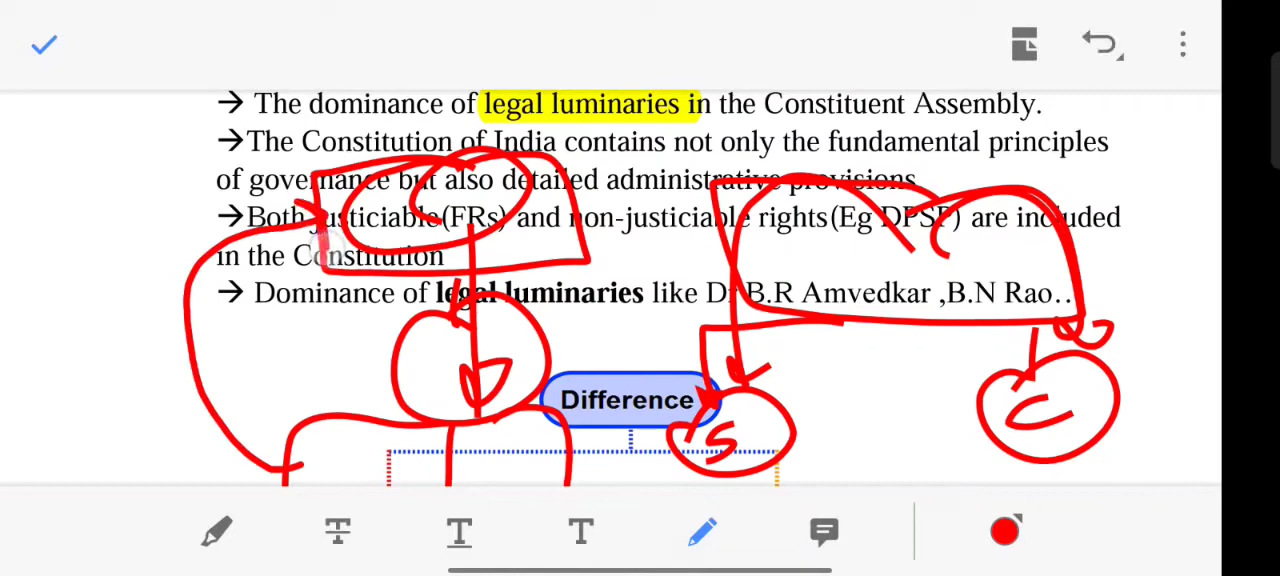 → The dominance of legal luminaries in the Constituent Assembly.
→The Constitution of India contains not only the fundamental principles
of governance but also detailed administrative provisions
→Both justiciable(FRs) and non-justiciable rights(Eg DPSP) are included
in the Constitution
→ Dominance of legal luminaries like Dr B.R Amvedkar ,B.N Rao…
Difference
S
C